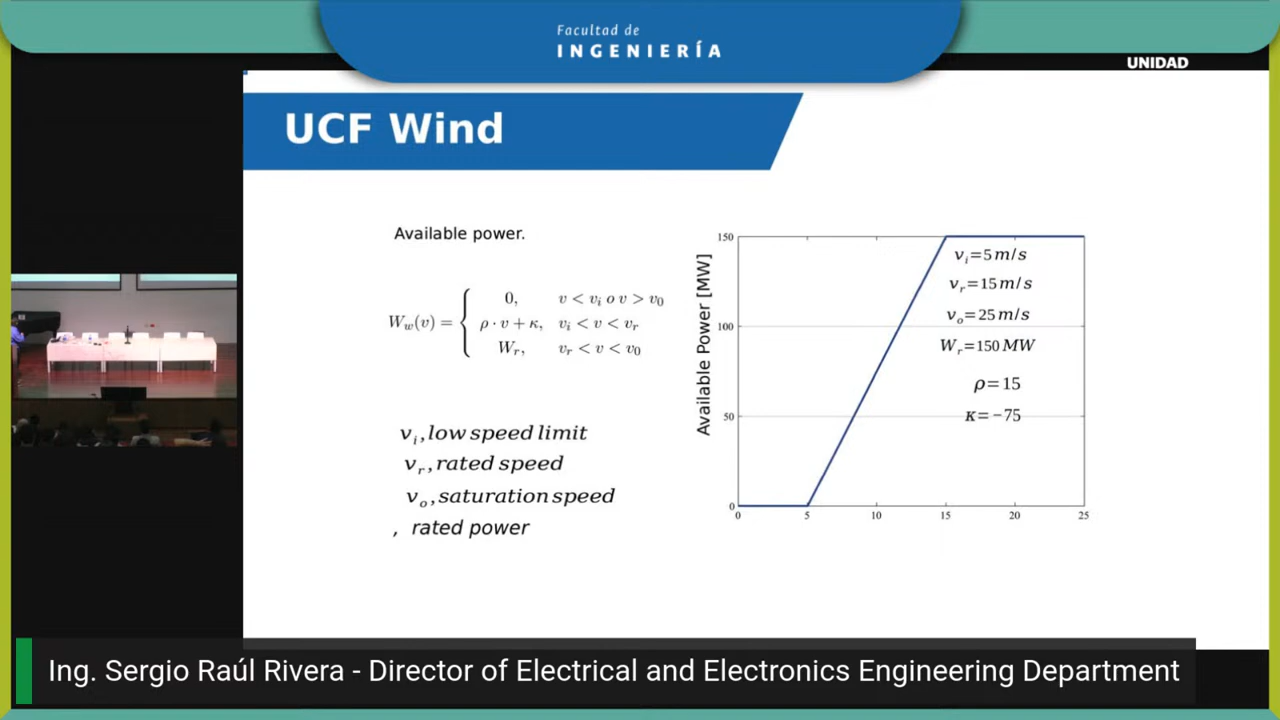 Facultad de
INGENIERÍA
UNIDAD
UCF Wind
Available power.
W_w(v) = { 0, v < v_i o v > v_0
ρ · v + κ, v_i < v < v_r
W_r, v_r < v < v_0
v_i, low speed limit
v_r, rated speed
v_o, saturation speed
, rated power
Available Power [MW]
150
100
50
0
0 5 10 15 20 25
v_i=5 m/s
v_r=15 m/s
v_o=25 m/s
W_r=150 MW
ρ=15
κ=−75
Ing. Sergio Raúl Rivera - Director of Electrical and Electronics Engineering Department